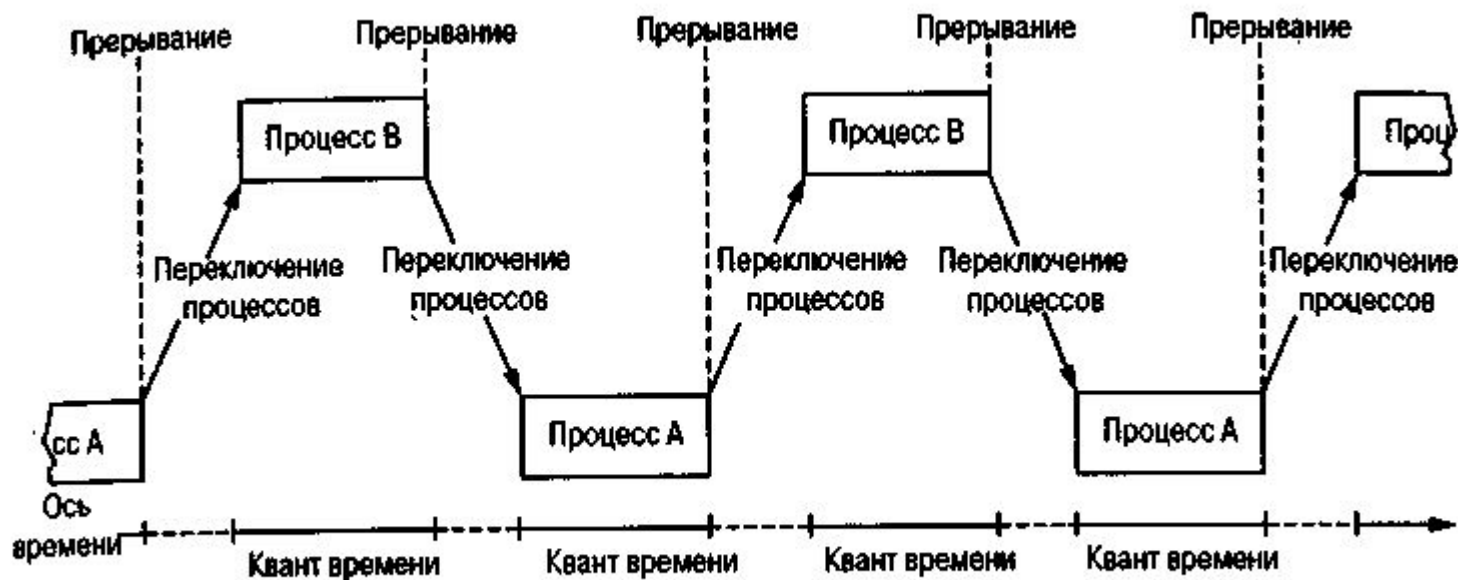 Прерывание
Прерывание
Прерывание
Прерывание
Прерывание
Процесс В
Процесс В
Проц
Переключение
процессов
Переключение
процессов
Переключение
процессов
Переключение
процессов
Переключение
процессов
сс А
Процесс А
Процесс А
Ось
времени
Квант времени
Квант времени
Квант времени
Квант времени